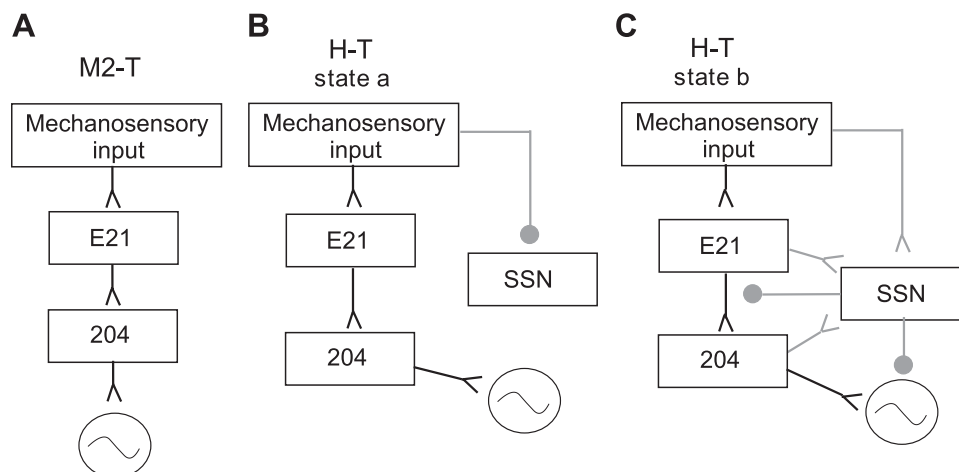 A
M2-T
Mechanosensory
input
E21
204
B
H-T
state a
Mechanosensory
input
E21
SSN
204
C
H-T
state b
Mechanosensory
input
E21
SSN
204